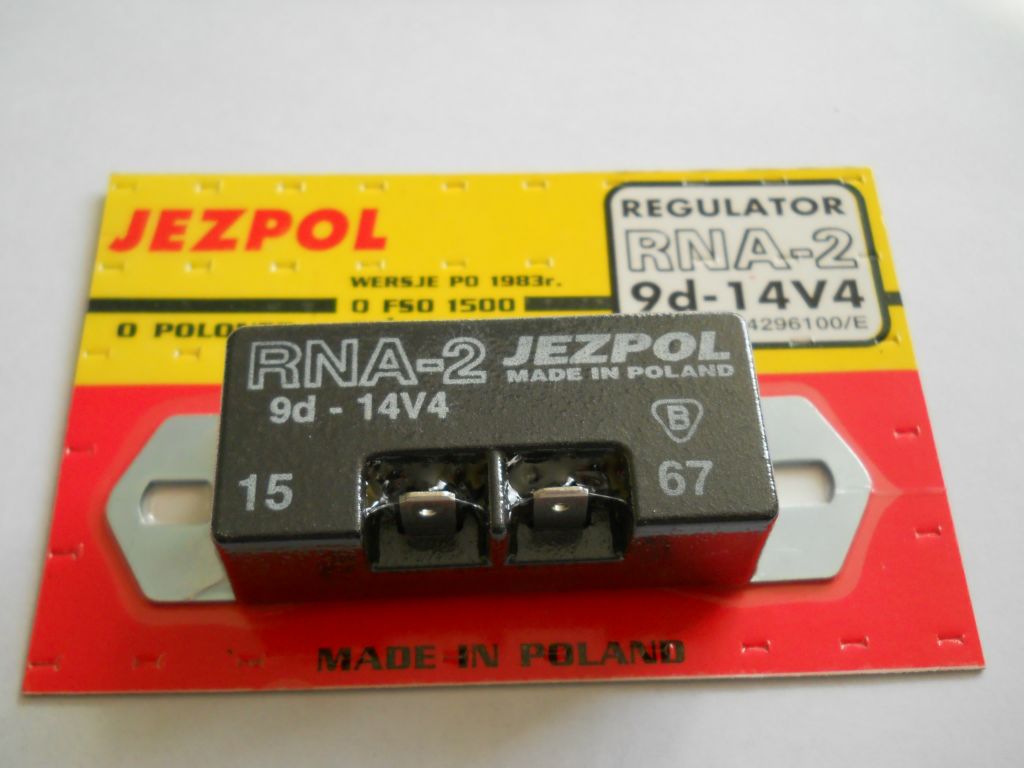 JEZPOL
REGULATOR
RNA-2
9d-14V4
4296100/E
WERSJE PO 1983r.
O FSO 1500
O
RNA-2 JEZPOL
MADE IN POLAND
9d - 14V4
B
15
67
MADE IN POLAND